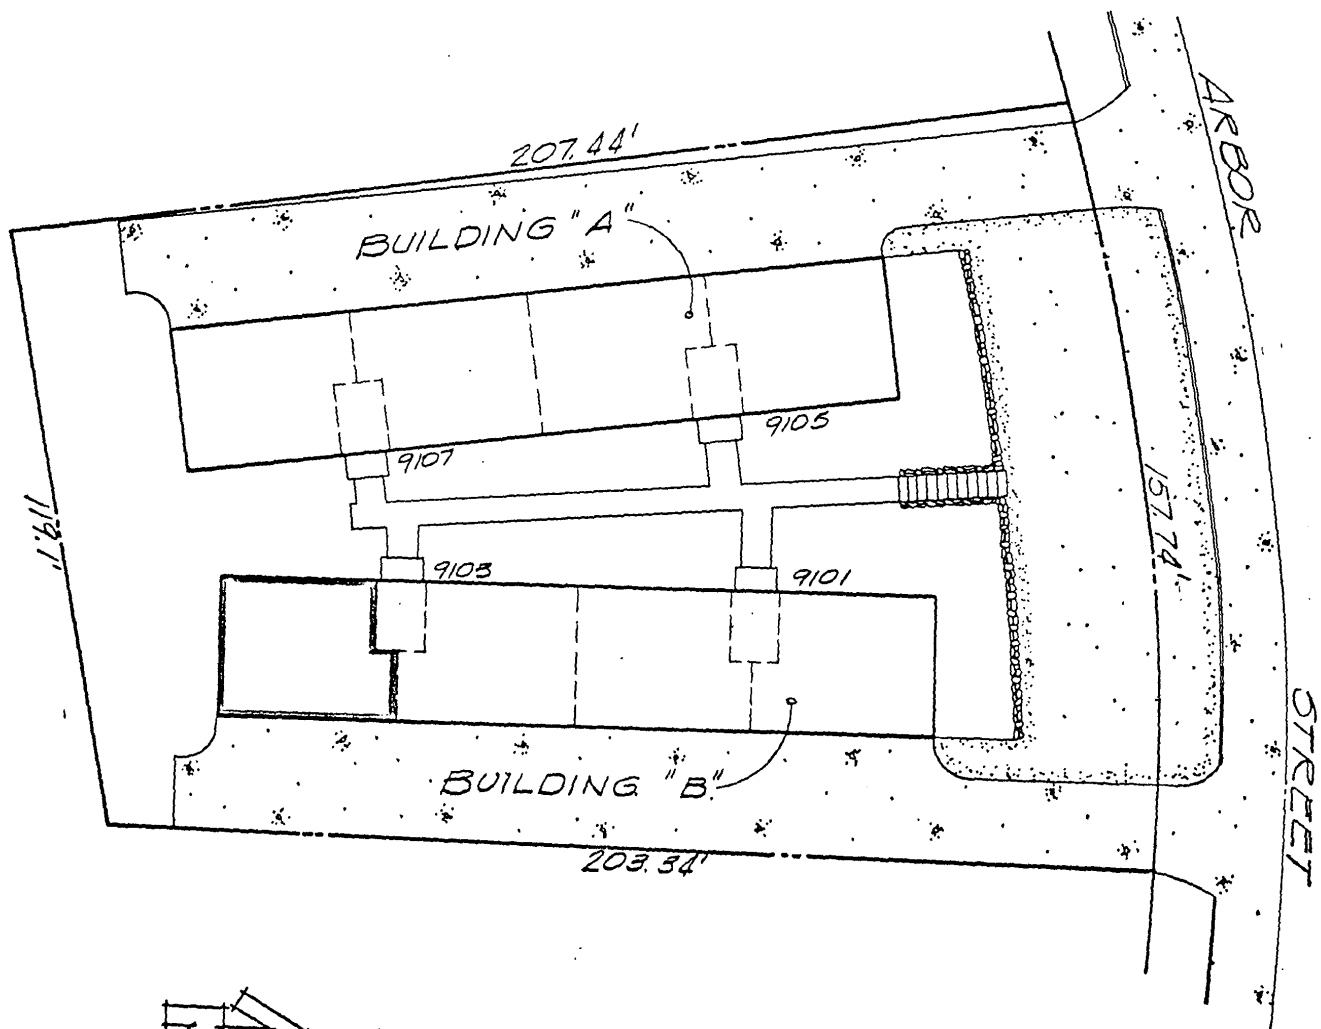 ARBOR
207.44'
BUILDING "A"
9105
9107
119.1'
157.74'
9103
9101
BUILDING "B"
STREET
203.34'